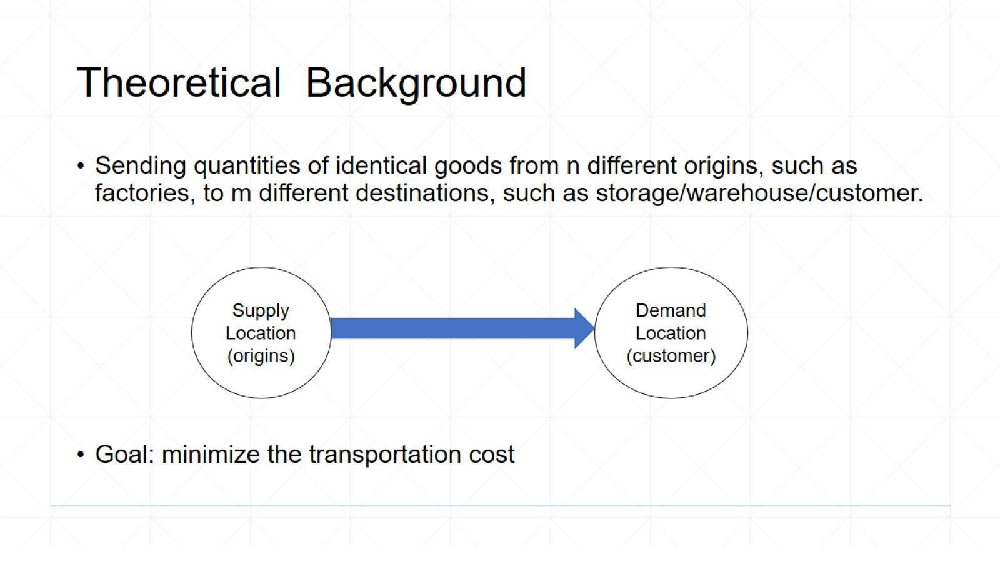 Theoretical  Background
• Sending quantities of identical goods from n different origins, such as
factories, to m different destinations, such as storage/warehouse/customer.
Supply
Location
(origins)
Demand
Location
(customer)
• Goal: minimize the transportation cost